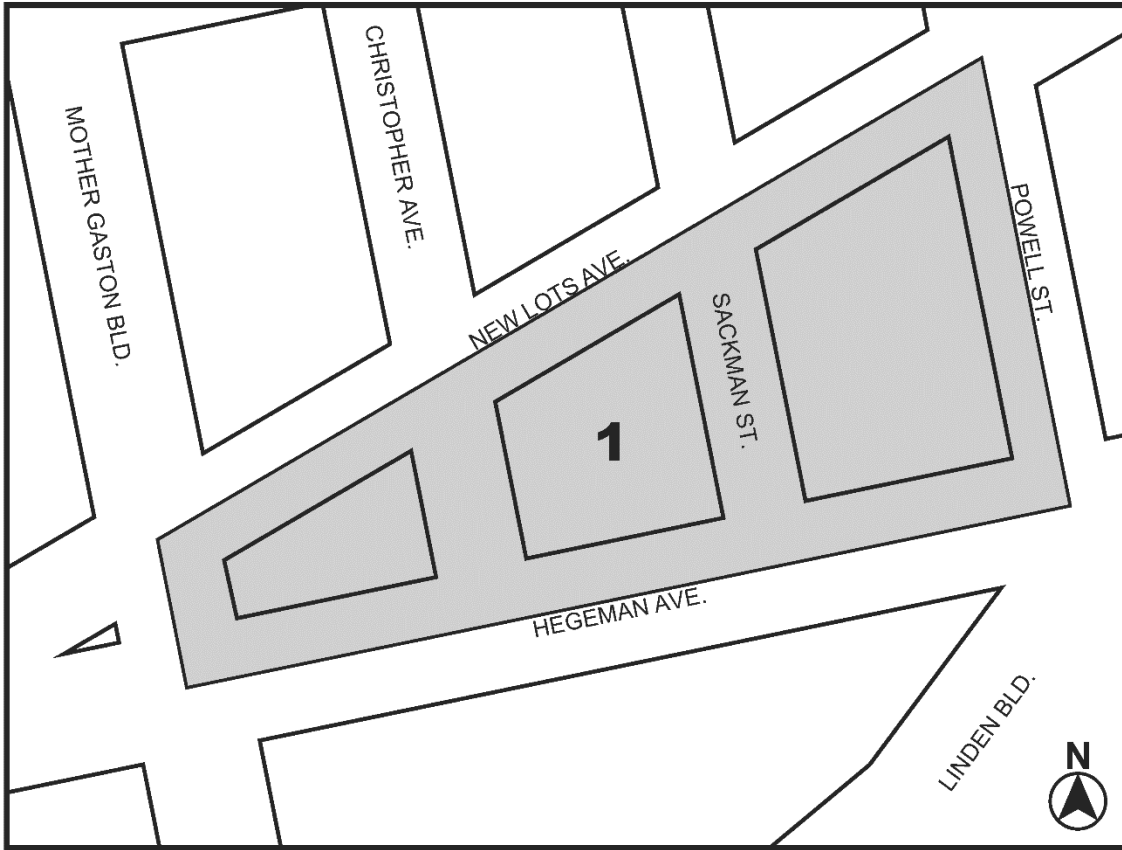 CHRISTOPHER AVE.
MOTHER GASTON BLD.
POWELL ST.
NEW LOTS AVE.
SACKMAN ST.
1
HEGEMAN AVE.
LINDEN BLD.
N